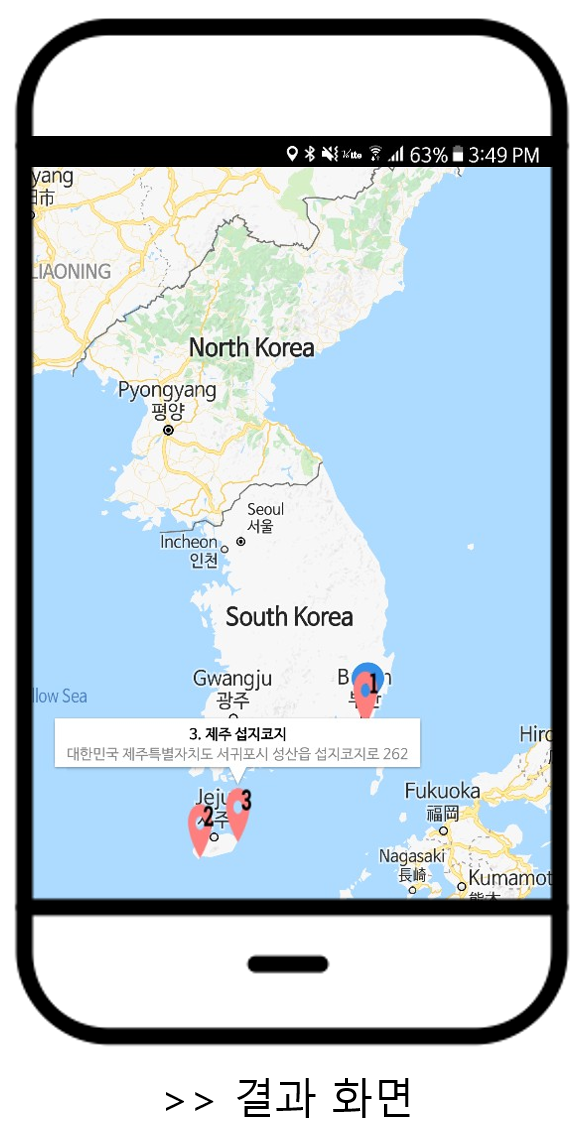 63% 3:49 PM
yang
日市
LIAONING
North Korea
Pyongyang
평양
Seoul
서울
Incheon
인천
South Korea
Gwangju
광주
1
llow Sea
3. 제주 섭지코지
대한민국 제주특별자치도 서귀포시 성산읍 섭지코지로 262
Hiro
Fukuoka
福岡
Jeju
2
3
Nagasaki
長崎
Kumamot
熊本
>> 결과 화면